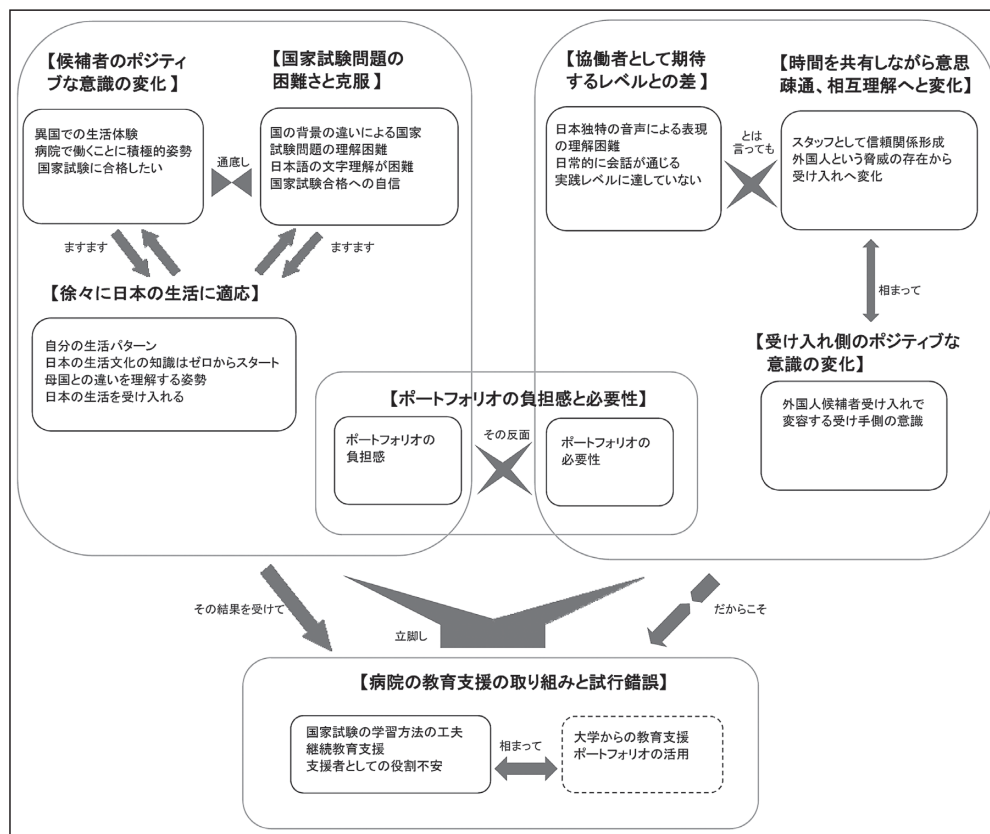 【候補者のポジティ
ブな意識の変化】
異国での生活体験
病院で働くことに積極的姿勢
国家試験に合格したい
通底し
【国家試験問題の
困難さと克服】
国の背景の違いによる国家
試験問題の理解困難
日本語の文字理解が困難
国家試験合格への自信
ますます
ますます
【徐々に日本の生活に適応】
自分の生活パターン
日本の生活文化の知識はゼロからスタート
母国との違いを理解する姿勢
日本の生活を受け入れる
【協働者として期待
するレベルとの差】
日本独特の音声による表現
の理解困難
日常的に会話が通じる
実践レベルに達していない
とは
言っても
【時間を共有しながら意思
疎通、相互理解へと変化】
スタッフとして信頼関係形成
外国人という脅威の存在から
受け入れへ変化
相まって
【受け入れ側のポジティブな
意識の変化】
外国人候補者受け入れで
変容する受け手側の意識
【ポートフォリオの負担感と必要性】
ポートフォリオの
負担感
その反面
ポートフォリオの
必要性
その結果を受けて
立脚し
だからこそ
【病院の教育支援の取り組みと試行錯誤】
国家試験の学習方法の工夫
継続教育支援
支援者としての役割不安
相まって
大学からの教育支援
ポートフォリオの活用